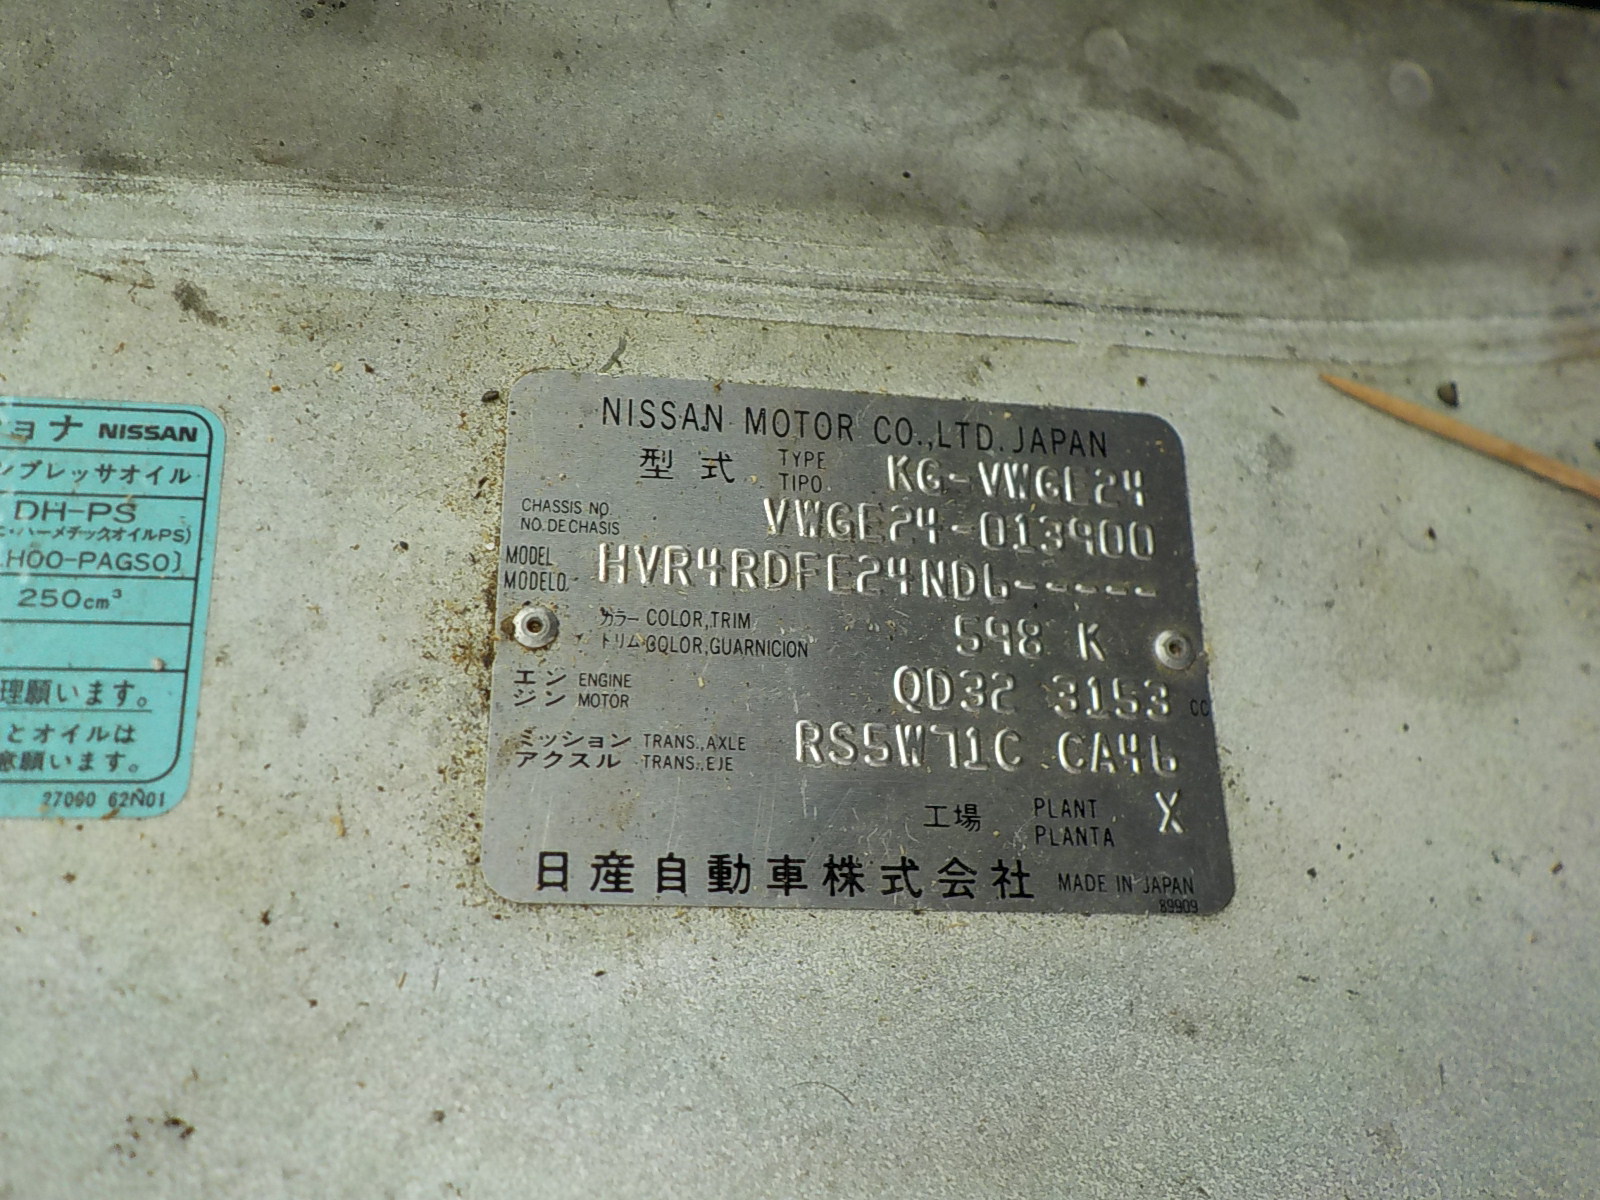 ョナ NISSAN
ンプレッサオイル
DH-PS
ハーメチックオイルPS)
H00-PAGS0]
250cm³
理願います。
とオイルは
意願います。
27090 62N01
NISSAN MOTOR CO.,LTD. JAPAN
型式 TYPE TIPO KG-VWGE24
CHASSIS NO. NO.DE CHASIS VWGE24-013900
MODEL MODELO HVR4RDFE24NDG-----
カラー COLOR,TRIM
トリム COLOR,GUARNICION 598 K
エンジン ENGINE MOTOR QD32 3153 CC
ミッション TRANS.,AXLE
アクスル TRANS.,EJE RS5W71C CA46
工場 PLANT PLANTA X
日産自動車株式会社 MADE IN JAPAN
89909